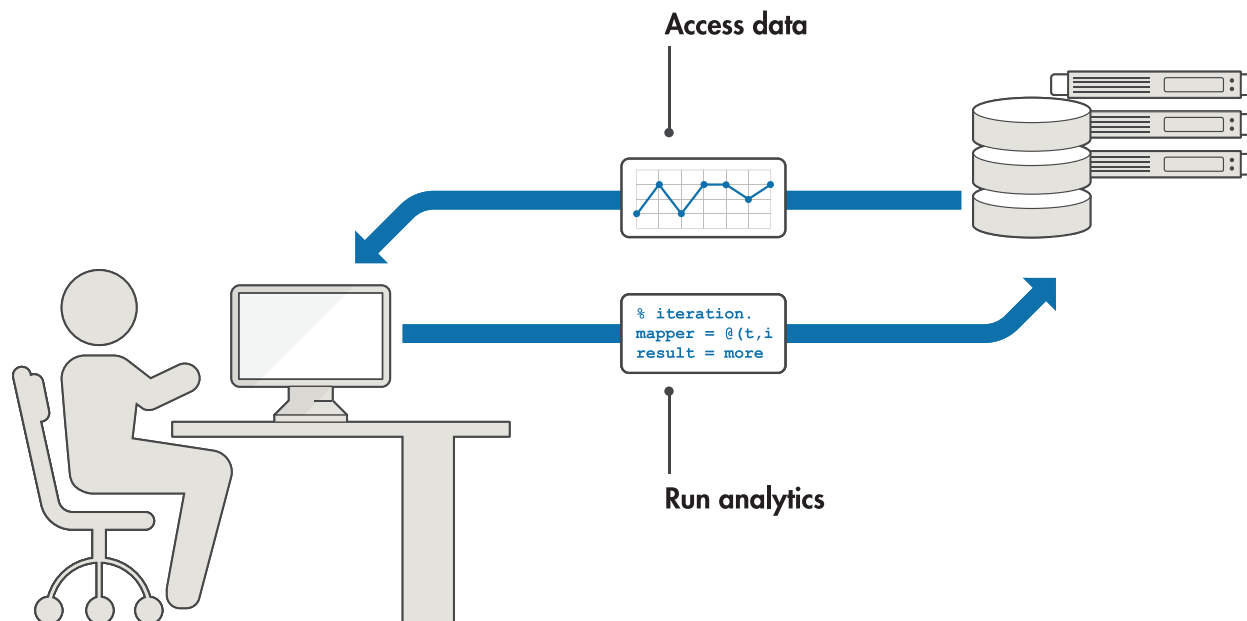 Access data
% iteration.
mapper = @(t,i
result = more
Run analytics